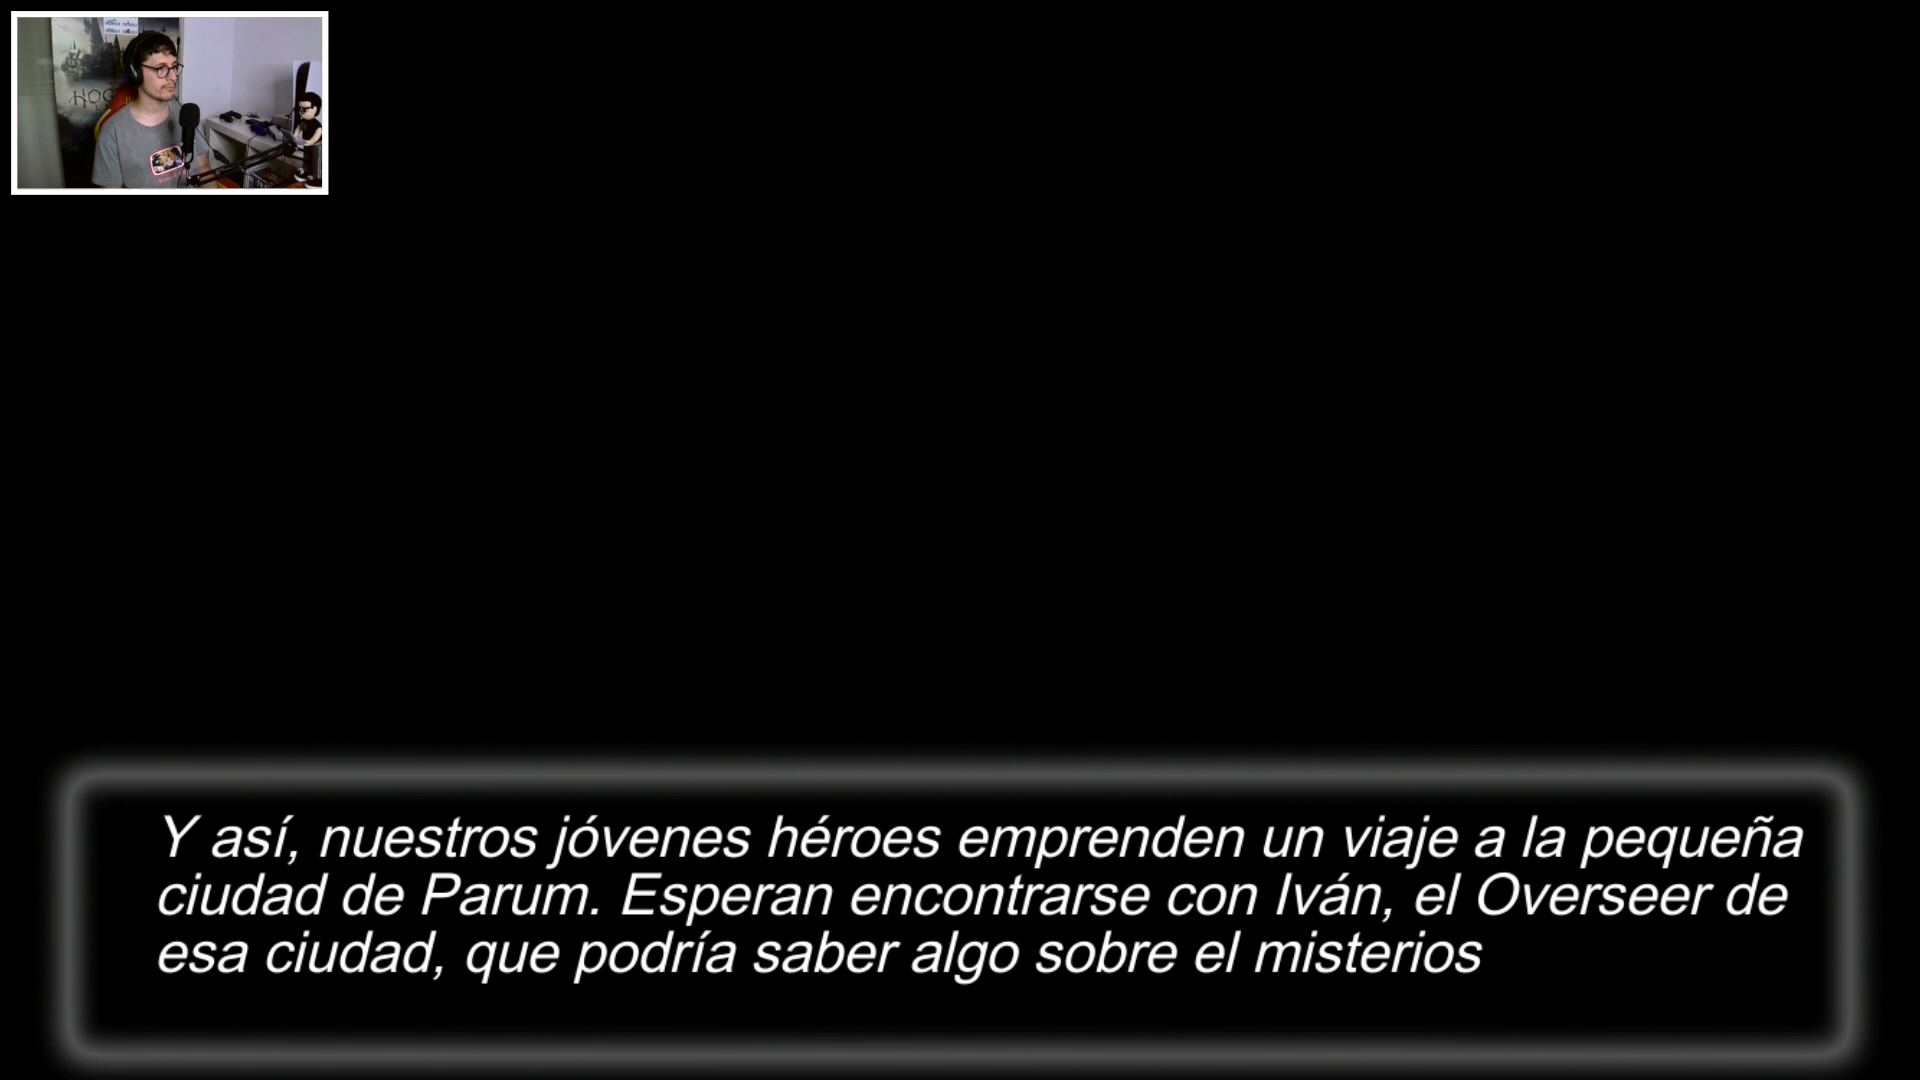 HOG
Y así, nuestros jóvenes héroes emprenden un viaje a la pequeña
ciudad de Parum. Esperan encontrarse con Iván, el Overseer de
esa ciudad, que podría saber algo sobre el misterios